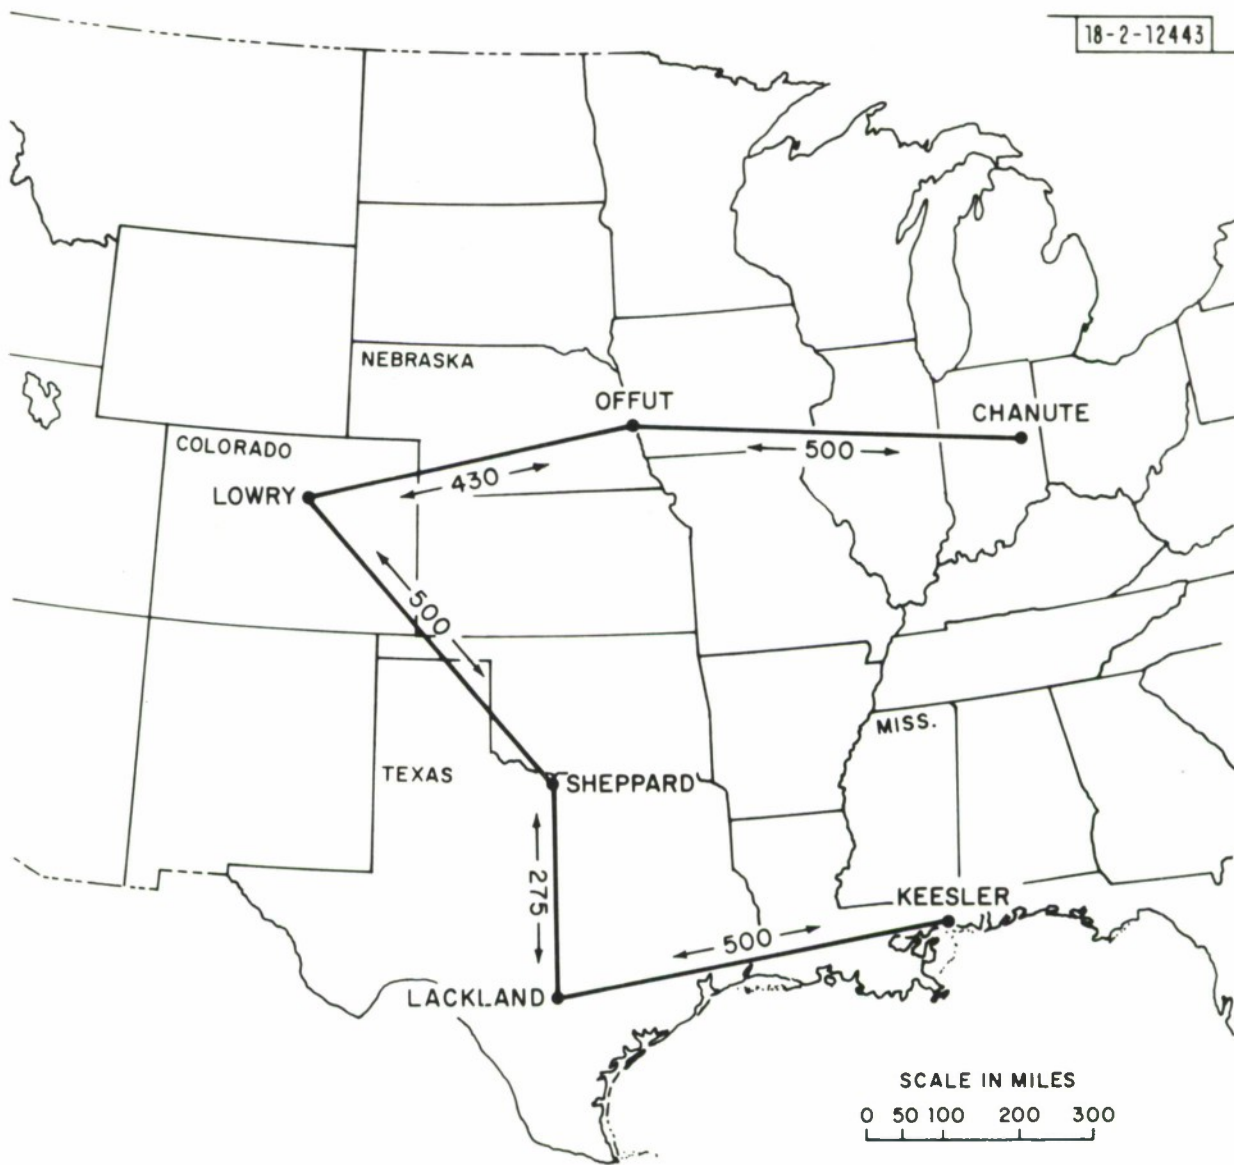 18-2-12443
NEBRASKA
OFFUT
CHANUTE
COLORADO
500
430
LOWRY
500
MISS.
TEXAS
SHEPPARD
275
KEESLER
500
LACKLAND
SCALE IN MILES
0 50 100 200 300